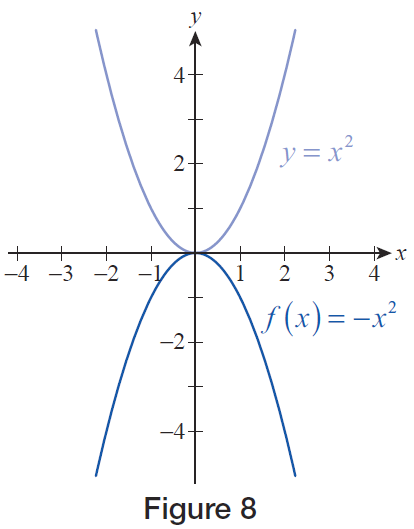 y
4
2
y = x²
x
–4 –3 –2 –1 1 2 3 4
f (x) = –x²
–2
–4
Figure 8